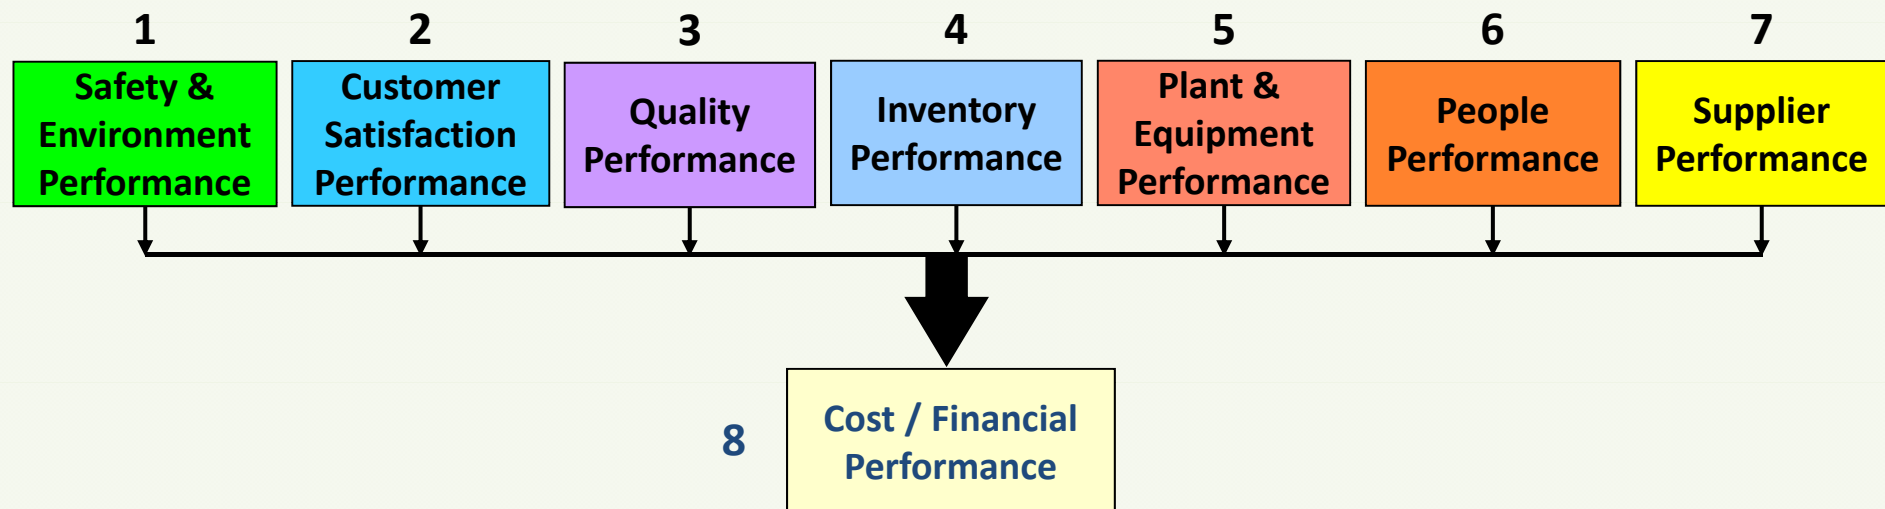 1
2
3
4
5
6
7
Safety &
Environment
Performance
Customer
Satisfaction
Performance
Quality
Performance
Inventory
Performance
Plant &
Equipment
Performance
People
Performance
Supplier
Performance
8
Cost / Financial
Performance